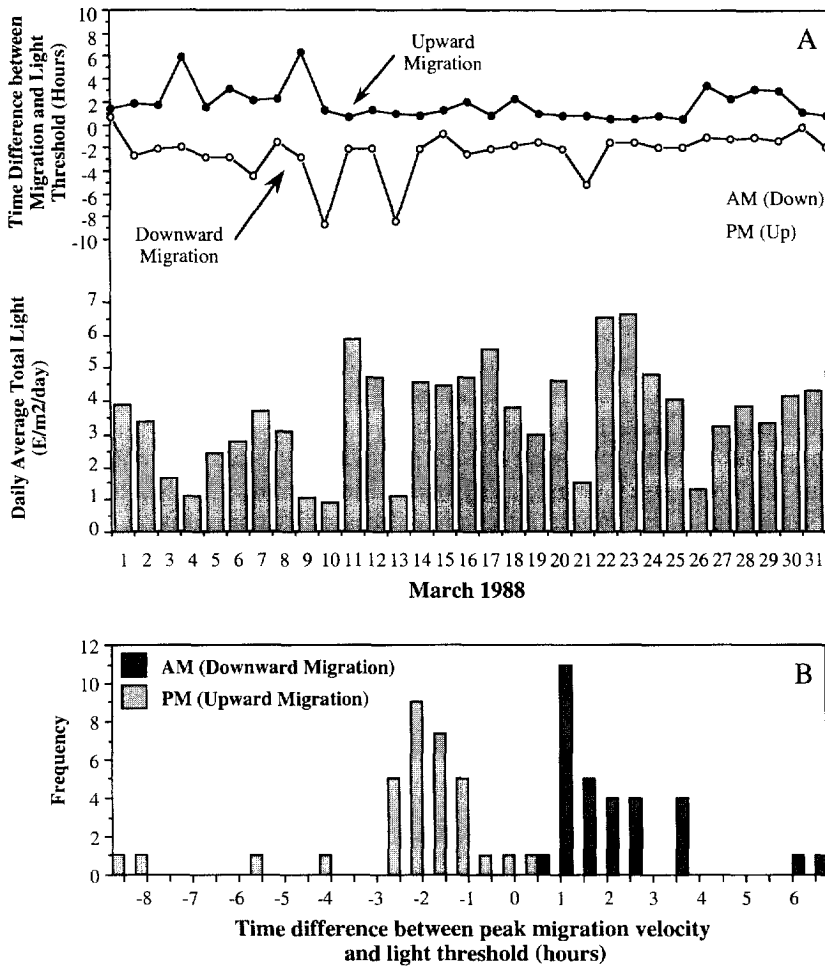 Time Difference between
Migration and Light
Threshold (Hours)
10
8
6
4
2
0
-2
-4
-6
-8
-10
A
Upward
Migration
Downward
Migration
AM (Down)
PM (Up)
Daily Average Total Light
(E/m2/day)
7
6
5
4
3
2
1
0
1 2 3 4 5 6 7 8 9 10 11 12 13 14 15 16 17 18 19 20 21 22 23 24 25 26 27 28 29 30 31
March 1988
Frequency
12
10
8
6
4
2
0
AM (Downward Migration)
PM (Upward Migration)
B
-8 -7 -6 -5 -4 -3 -2 -1 0 1 2 3 4 5 6
Time difference between peak migration velocity
and light threshold (hours)